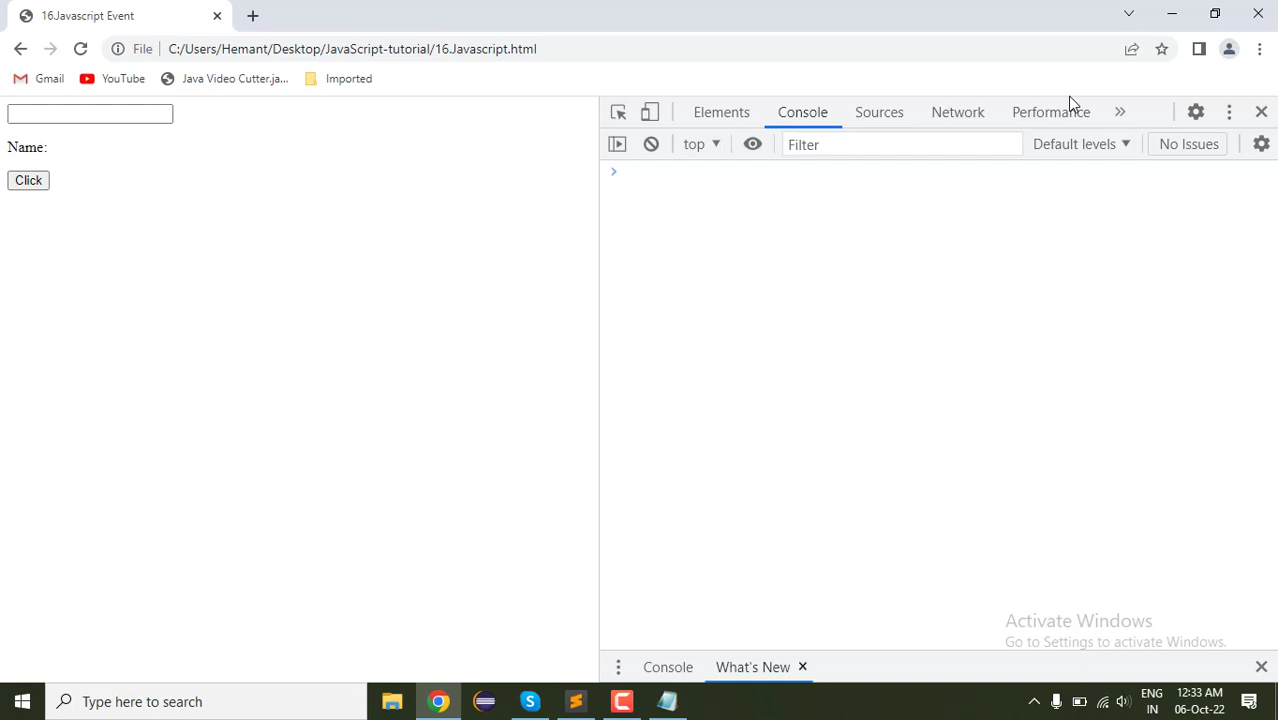 16.Javascript Event
File C:/Users/Hemant/Desktop/JavaScript-tutorial/16.Javascript.html
Gmail YouTube Java Video Cutter.ja... Imported
Name:
Click
Elements Console Sources Network Performance
top Filter Default levels No Issues
Activate Windows
Go to Settings to activate Windows.
Console What's New
Type here to search
ENG
IN
12:33 AM
06-Oct-22